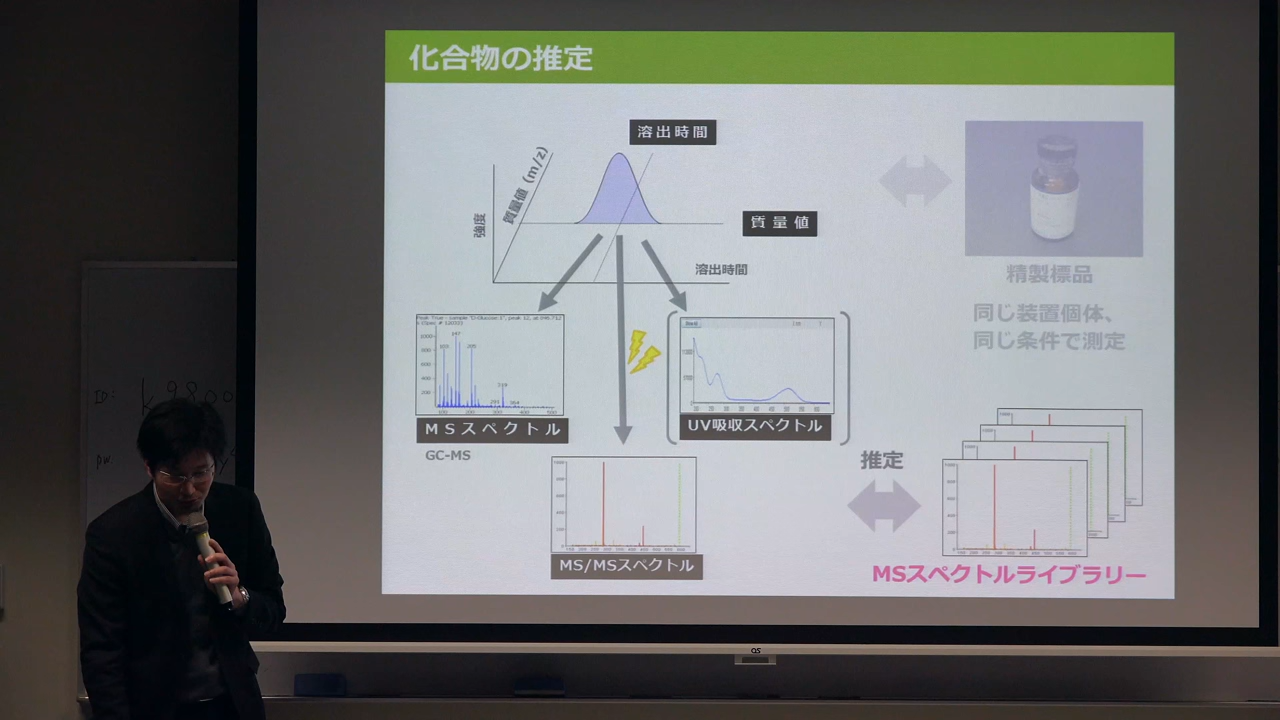 化合物の推定
溶出時間
質量値 (m/z)
強度
質量値
溶出時間
精製標品
同じ装置個体、
同じ条件で測定
MSスペクトル
GC-MS
UV吸収スペクトル
MS/MSスペクトル
推定
MSスペクトルライブラリー
ID: k9800
pw.
OS